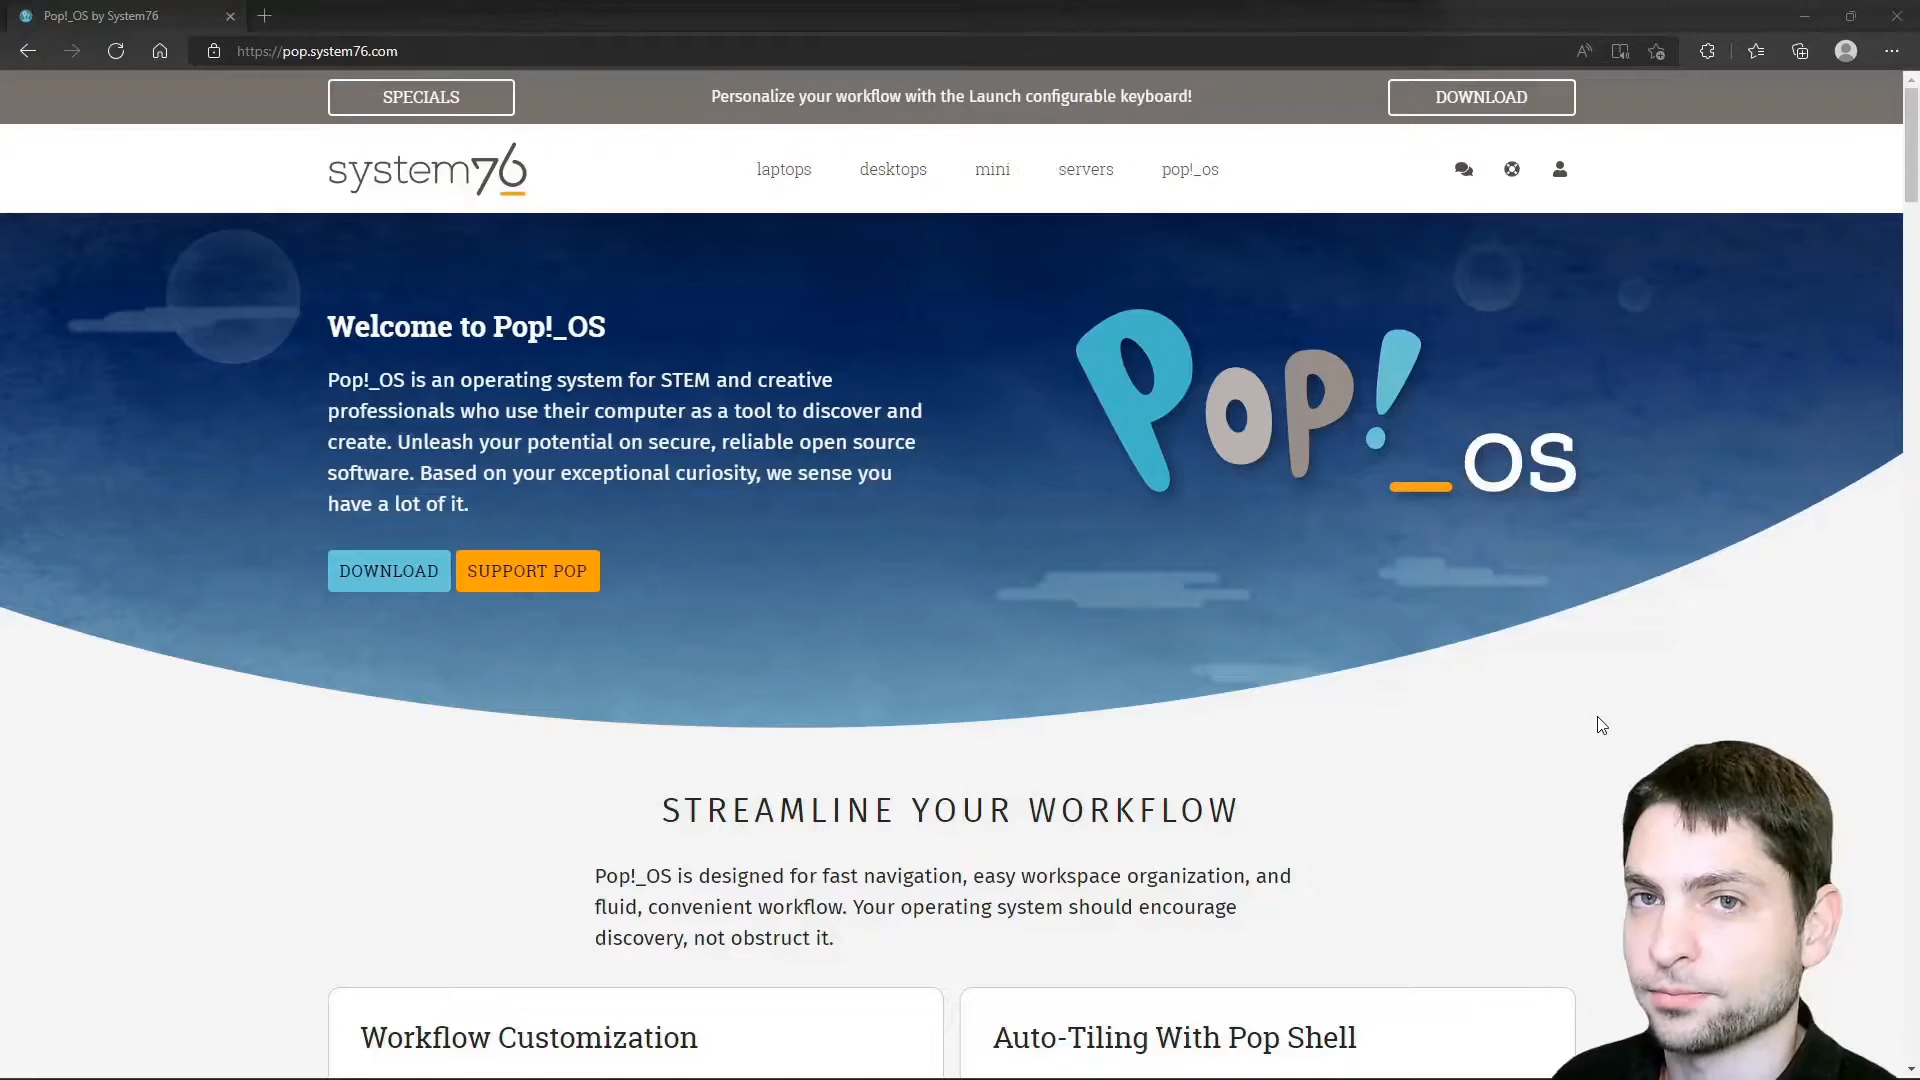 Pop!_OS by System76
https://pop.system76.com
SPECIALS
Personalize your workflow with the Launch configurable keyboard!
DOWNLOAD
system76
laptops
desktops
mini
servers
pop!_os
Welcome to Pop!_OS
Pop!_OS is an operating system for STEM and creative
professionals who use their computer as a tool to discover and
create. Unleash your potential on secure, reliable open source
software. Based on your exceptional curiosity, we sense you
have a lot of it.
DOWNLOAD
SUPPORT POP
Pop!_OS
STREAMLINE YOUR WORKFLOW
Pop!_OS is designed for fast navigation, easy workspace organization, and
fluid, convenient workflow. Your operating system should encourage
discovery, not obstruct it.
Workflow Customization
Auto-Tiling With Pop Shell